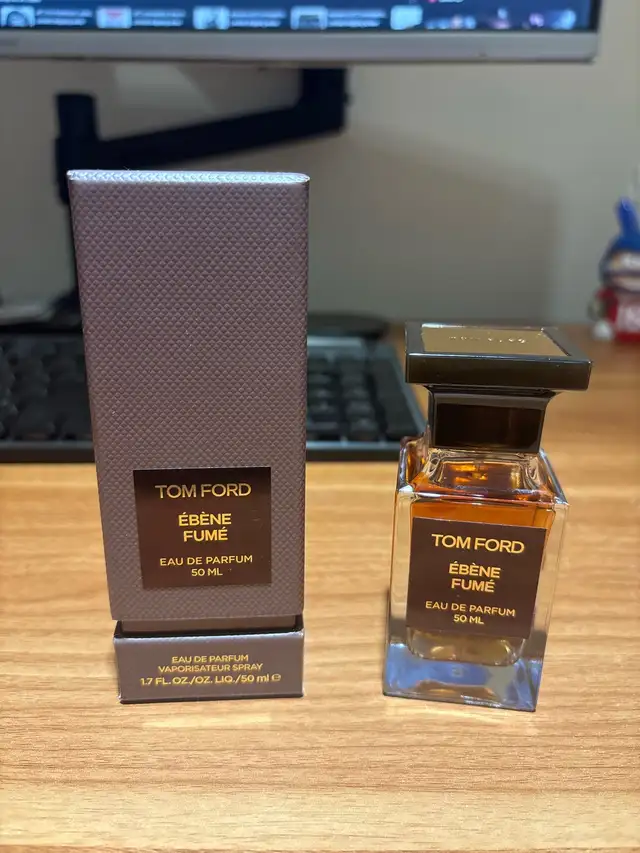 TOM FORD
ÉBÈNE
FUMÉ
EAU DE PARFUM
50 ML
EAU DE PARFUM
VAPORISATEUR SPRAY
1.7 FL. OZ./OZ. LIQ./50 ml ℮
TOM FORD
ÉBÈNE
FUMÉ
EAU DE PARFUM
50 ML